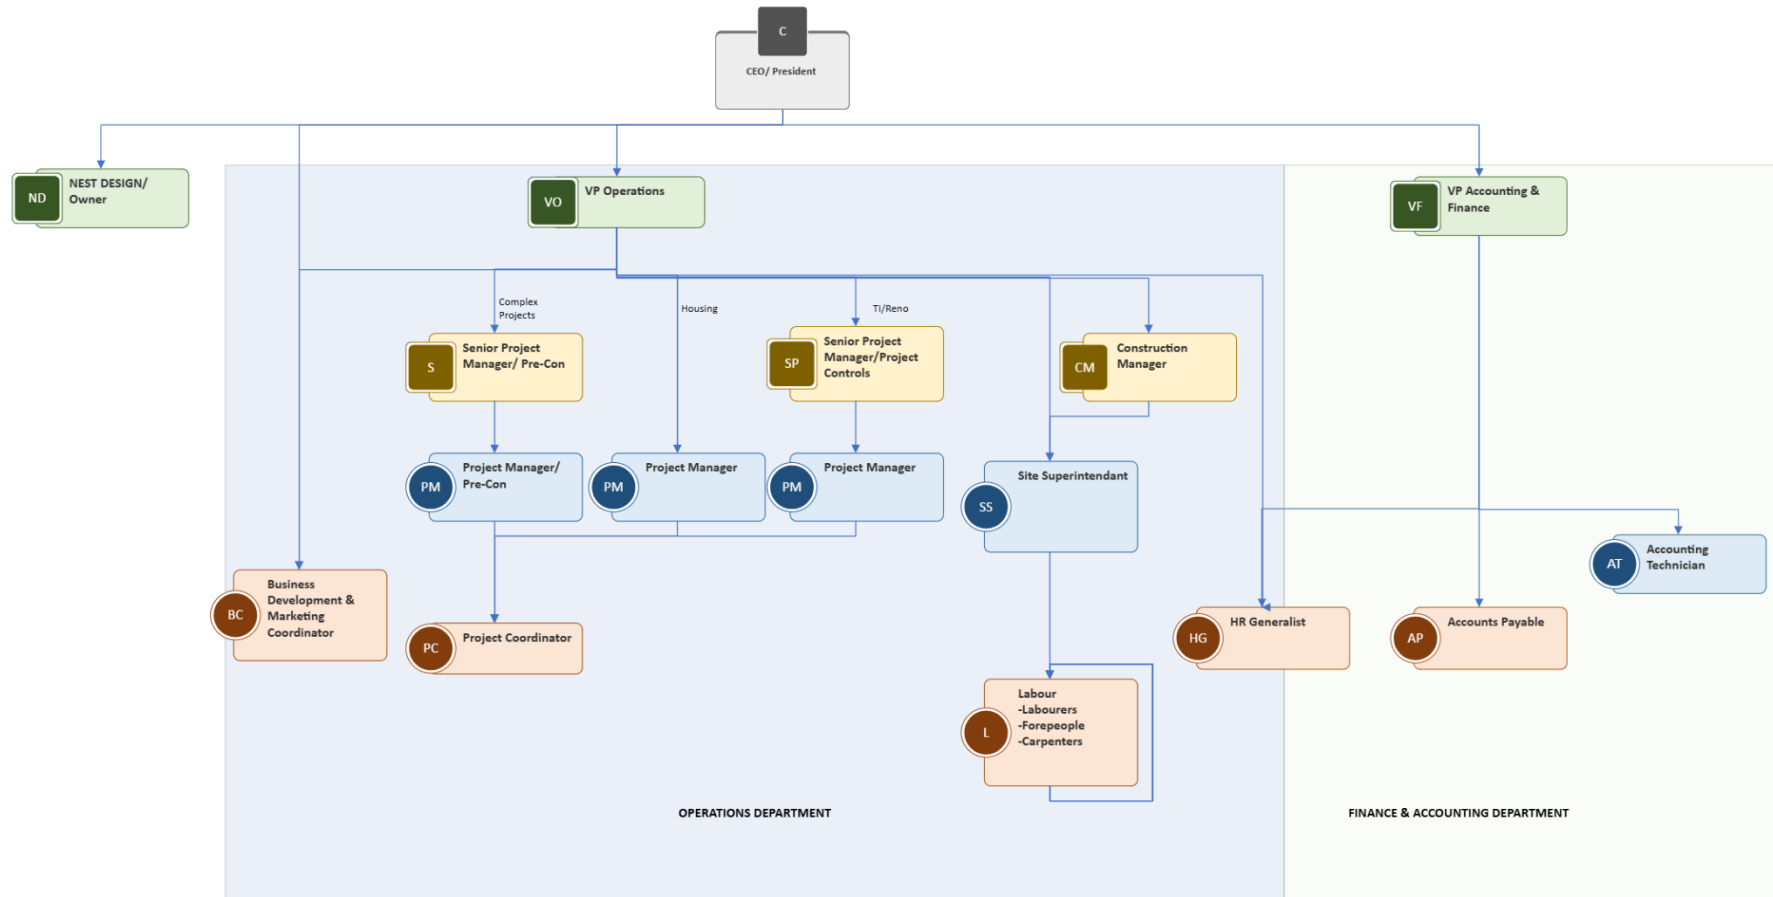 C
CEO/ President
ND
NEST DESIGN/
Owner
VO
VP Operations
VF
VP Accounting &
Finance
Complex
Projects
Housing
TI/Reno
S
Senior Project
Manager/ Pre-Con
SP
Senior Project
Manager/Project
Controls
CM
Construction
Manager
PM
Project Manager/
Pre-Con
PM
Project Manager
PM
Project Manager
SS
Site Superintendant
AT
Accounting
Technician
BC
Business
Development &
Marketing
Coordinator
PC
Project Coordinator
HG
HR Generalist
AP
Accounts Payable
L
Labour
-Labourers
-Forepeople
-Carpenters
OPERATIONS DEPARTMENT
FINANCE & ACCOUNTING DEPARTMENT